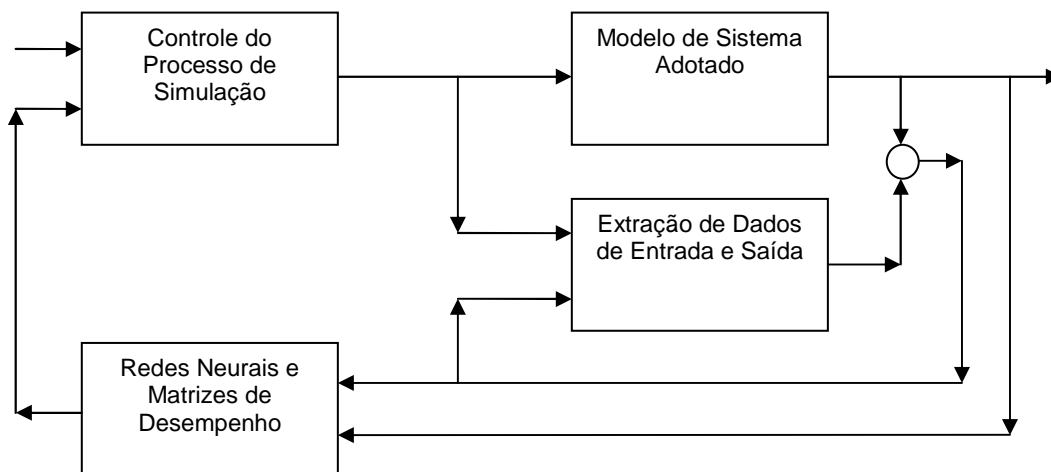 Controle do
Processo de
Simulação
Modelo de Sistema
Adotado
Extração de Dados
de Entrada e Saída
Redes Neurais e
Matrizes de
Desempenho